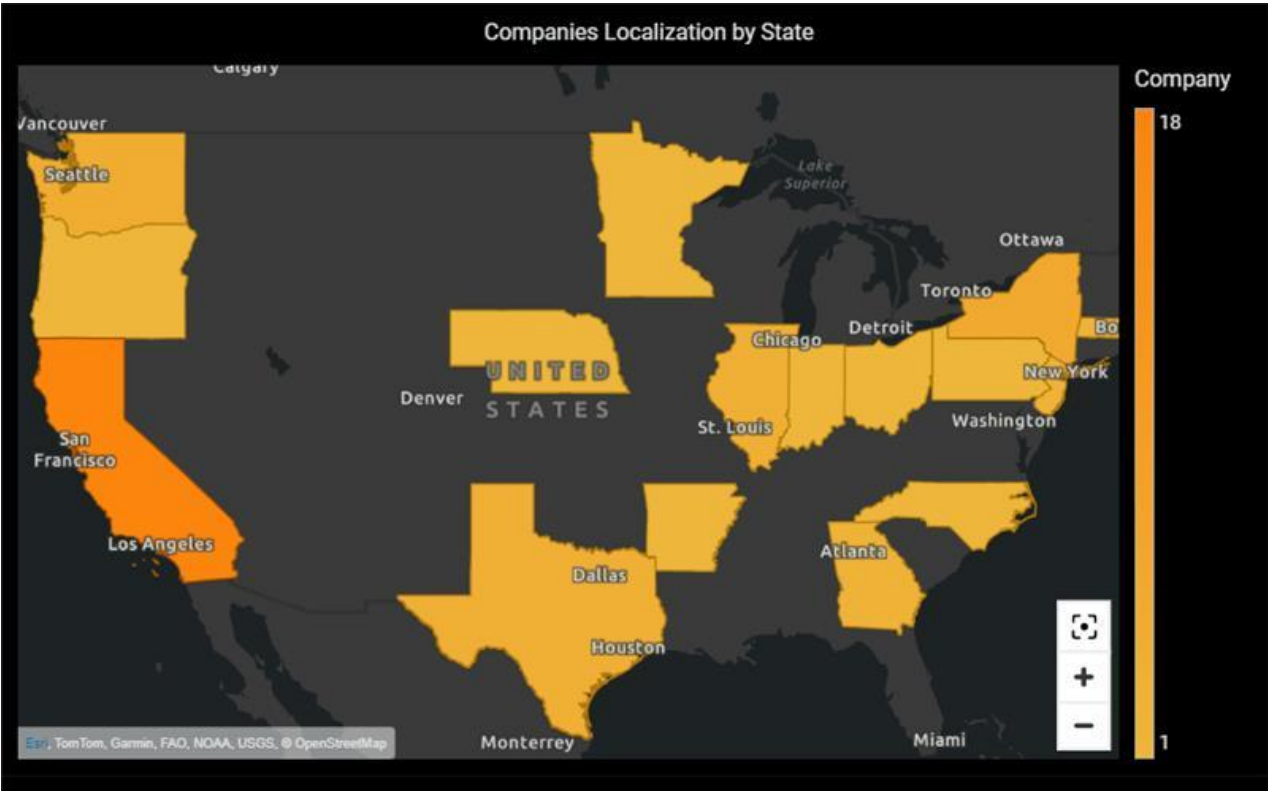 Companies Localization by State
Calgary
Company
18
Vancouver
Seattle
Lake
Superior
Ottawa
Toronto
Detroit
Chicago
Bo
New York
UNITED
STATES
Denver
St. Louis
Washington
San
Francisco
Los Angeles
Atlanta
Dallas
Houston
Monterrey
Miami
Esri, TomTom, Garmin, FAO, NOAA, USGS, © OpenStreetMap
+
−
1